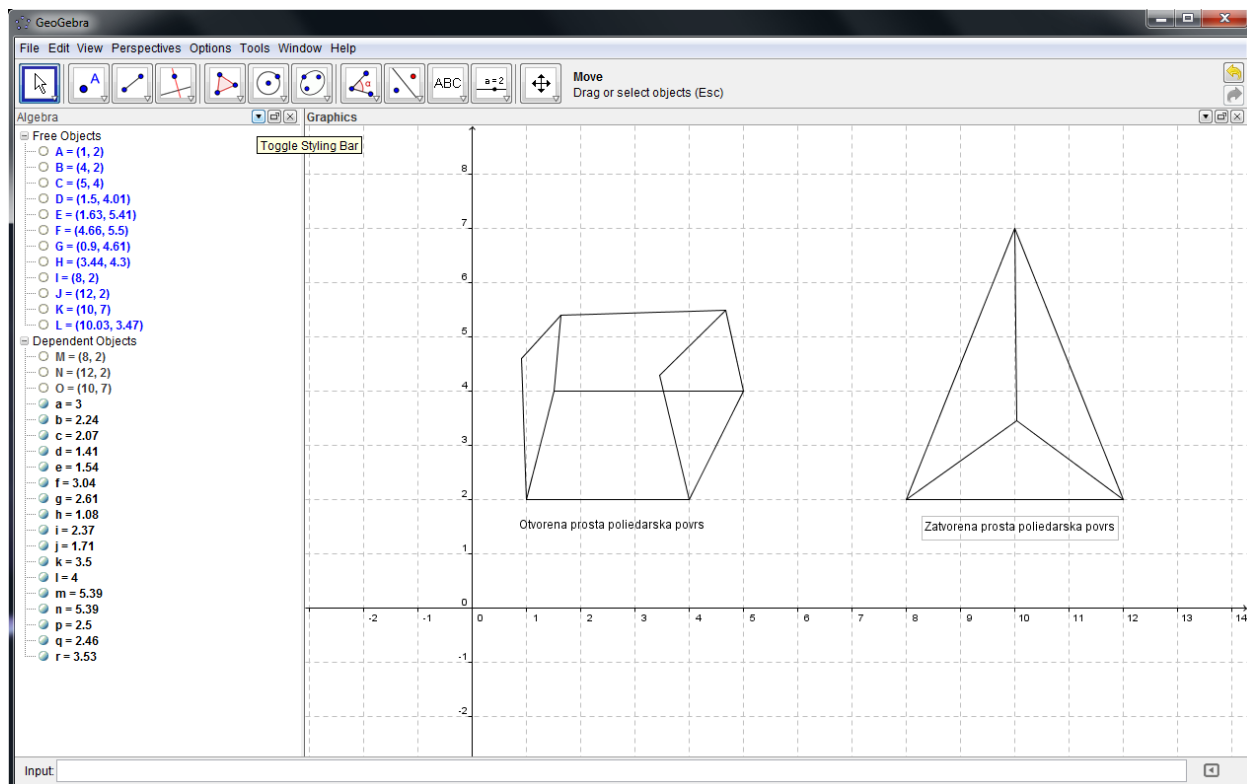 GeoGebra
File Edit View Perspectives Options Tools Window Help
A
α
ABC
a=2
Move
Drag or select objects (Esc)
Algebra
Graphics
Toggle Styling Bar
Free Objects
A = (1, 2)
B = (4, 2)
C = (5, 4)
D = (1.5, 4.01)
E = (1.63, 5.41)
F = (4.66, 5.5)
G = (0.9, 4.61)
H = (3.44, 4.3)
I = (8, 2)
J = (12, 2)
K = (10, 7)
L = (10.03, 3.47)
Dependent Objects
M = (8, 2)
N = (12, 2)
O = (10, 7)
a = 3
b = 2.24
c = 2.07
d = 1.41
e = 1.54
f = 3.04
g = 2.61
h = 1.08
i = 2.37
j = 1.71
k = 3.5
l = 4
m = 5.39
n = 5.39
p = 2.5
q = 2.46
r = 3.53
8
7
6
5
4
3
2
Otvorena prosta poliedarska povrs
Zatvorena prosta poliedarska povrs
1
0
-2 -1 0 1 2 3 4 5 6 7 8 9 10 11 12 13 14
-1
-2
Input: